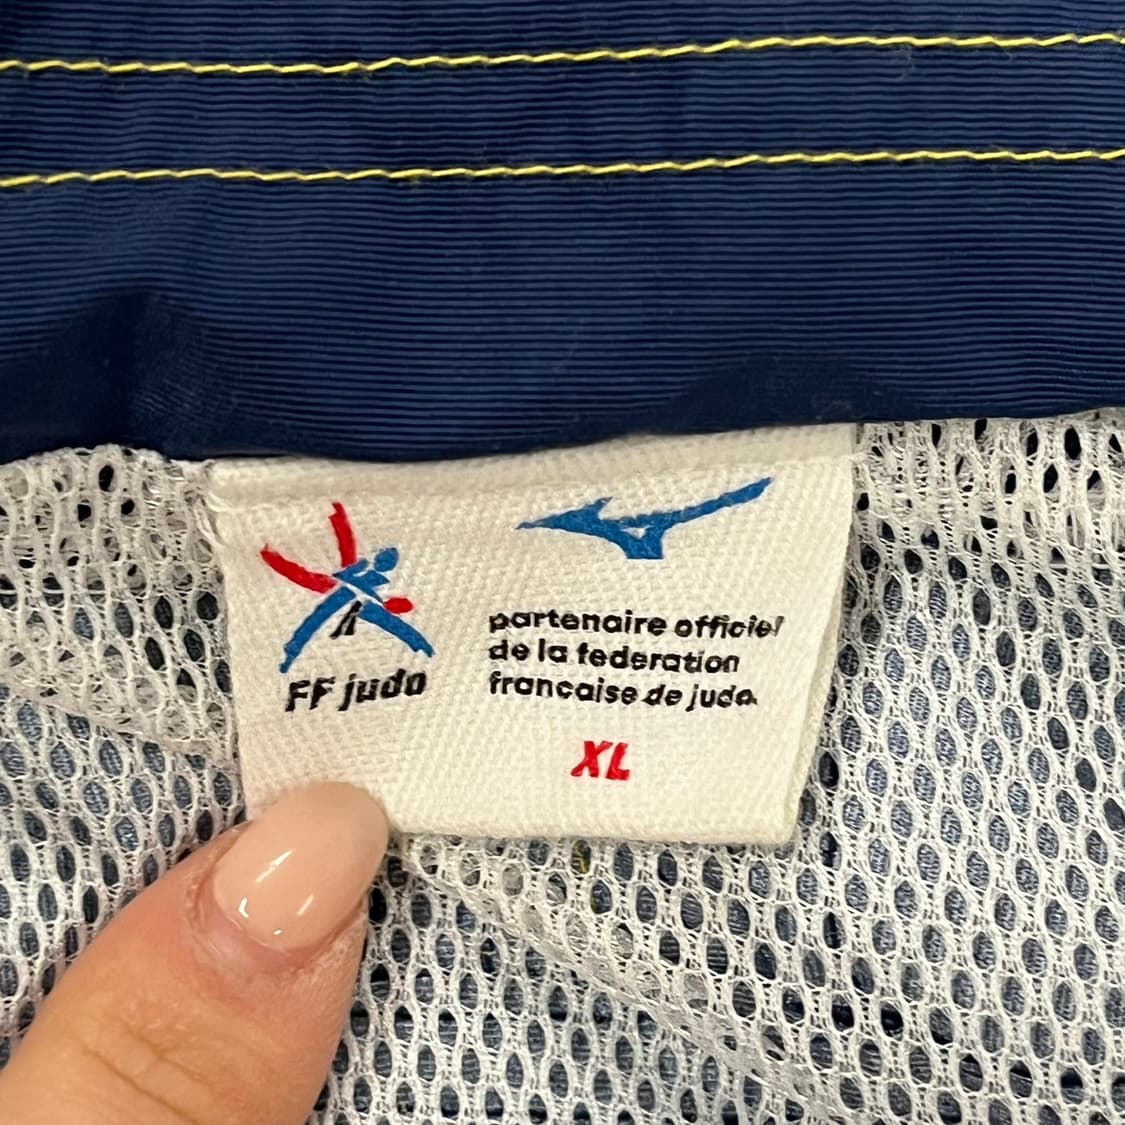 FF judo
partenaire officiel
de la federation
francaise de judo.
XL